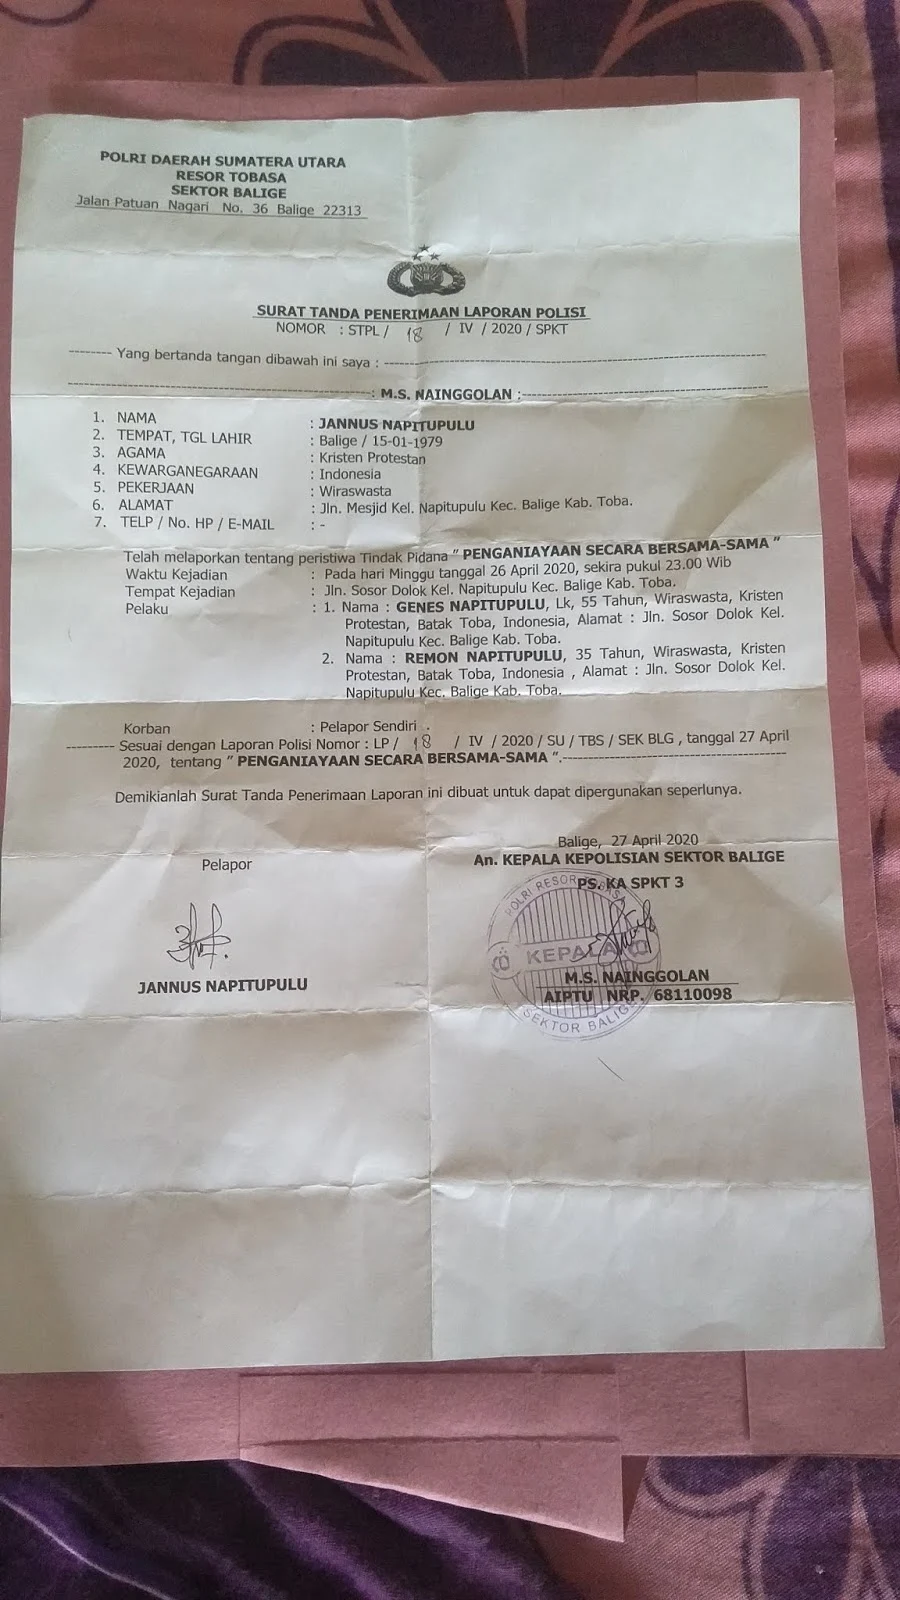 POLRI DAERAH SUMATERA UTARA
RESOR TOBASA
SEKTOR BALIGE
Jalan Patuan Nagari No. 36 Balige 22313
SURAT TANDA PENERIMAAN LAPORAN POLISI
NOMOR : STPL / 18 / IV / 2020 / SPKT
-------- Yang bertanda tangan dibawah ini saya : --------
--------: M.S. NAINGGOLAN :--------
1. NAMA : JANNUS NAPITUPULU
2. TEMPAT, TGL LAHIR : Balige / 15-01-1979
3. AGAMA : Kristen Protestan
4. KEWARGANEGARAAN : Indonesia
5. PEKERJAAN : Wiraswasta
6. ALAMAT : Jln. Mesjid Kel. Napitupulu Kec. Balige Kab. Toba.
7. TELP / No. HP / E-MAIL : -
Telah melaporkan tentang peristiwa Tindak Pidana " PENGANIAYAAN SECARA BERSAMA-SAMA "
Waktu Kejadian : Pada hari Minggu tanggal 26 April 2020, sekira pukul 23.00 Wib
Tempat Kejadian : Jln. Sosor Dolok Kel. Napitupulu Kec. Balige Kab. Toba.
Pelaku : 1. Nama : GENES NAPITUPULU, Lk, 55 Tahun, Wiraswasta, Kristen
Protestan, Batak Toba, Indonesia, Alamat : Jln. Sosor Dolok Kel.
Napitupulu Kec. Balige Kab. Toba.
2. Nama : REMON NAPITUPULU, 35 Tahun, Wiraswasta, Kristen
Protestan, Batak Toba, Indonesia , Alamat : Jln. Sosor Dolok Kel.
Napitupulu Kec. Balige Kab. Toba.
Korban : Pelapor Sendiri .
-------- Sesuai dengan Laporan Polisi Nomor : LP / 18 / IV / 2020 / SU / TBS / SEK BLG , tanggal 27 April
2020, tentang " PENGANIAYAAN SECARA BERSAMA-SAMA ".--------
Demikianlah Surat Tanda Penerimaan Laporan ini dibuat untuk dapat dipergunakan seperlunya.
Balige, 27 April 2020
An. KEPALA KEPOLISIAN SEKTOR BALIGE
Pelapor
PS. KA SPKT 3
POLRI RESOR
KEPALA
SEKTOR BALIGE
JANNUS NAPITUPULU
M.S. NAINGGOLAN
AIPTU NRP. 68110098